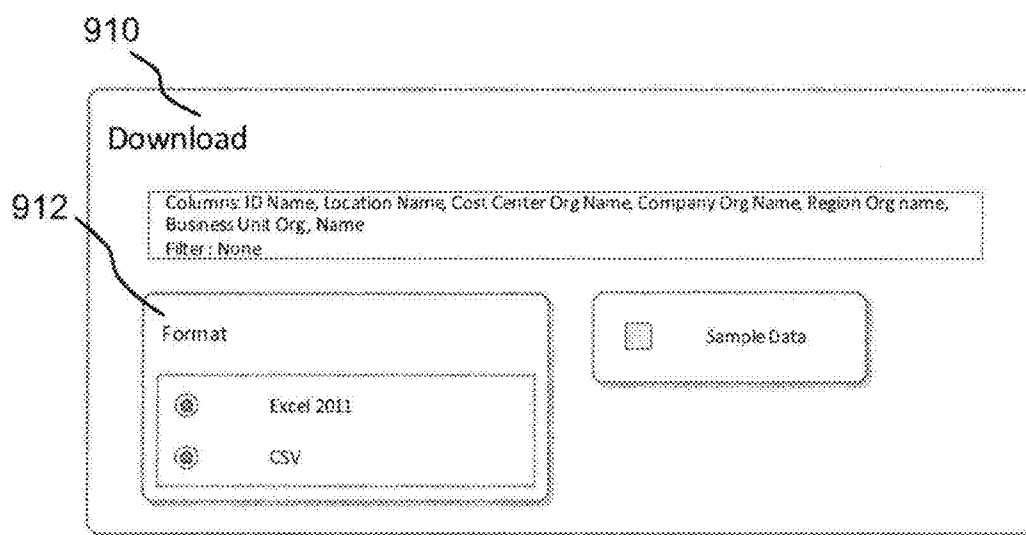 910
Download
912
Columns: ID Name, Location Name, Cost Center Org Name, Company Org Name, Region Org name,
Business Unit Org, Name
Filter: None
Format
Sample Data
Excel 2011
CSV